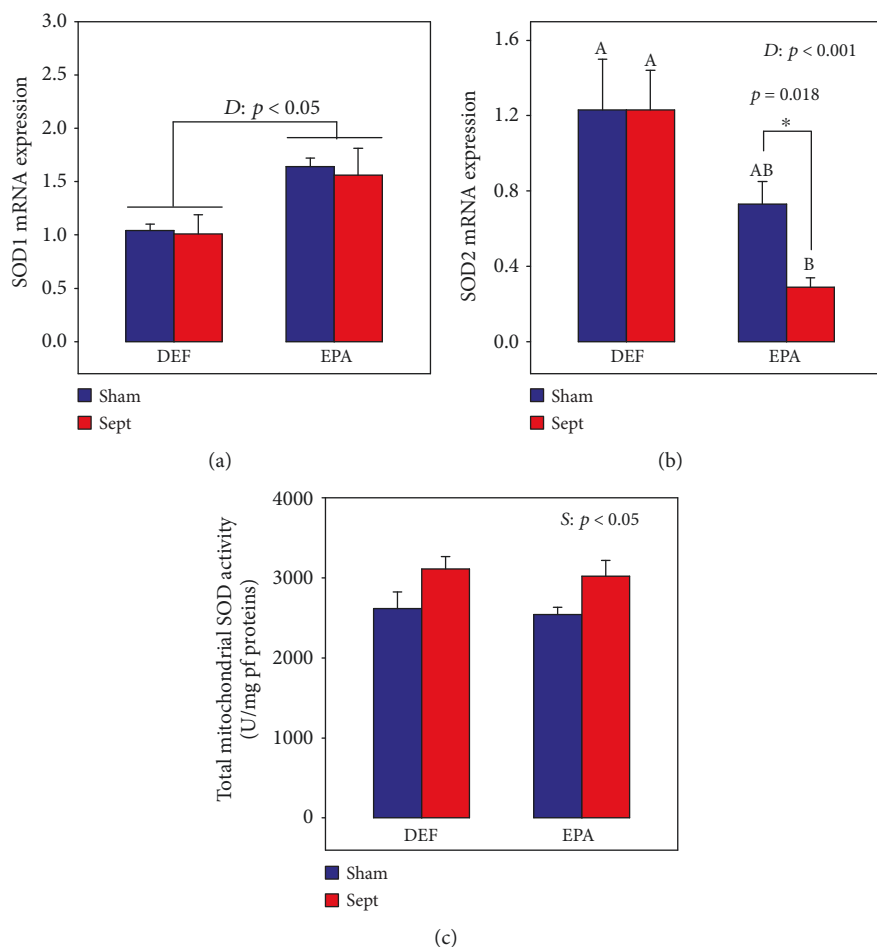 3.0
2.5
2.0
1.5
1.0
0.5
0.0
SOD1 mRNA expression
D: p < 0.05
DEF
EPA
Sham
Sept
(a)
1.6
1.2
0.8
0.4
0.0
SOD2 mRNA expression
D: p < 0.001
p = 0.018
*
A
A
AB
B
DEF
EPA
Sham
Sept
(b)
4000
3000
2000
1000
0
Total mitochondrial SOD activity
(U/mg pf proteins)
S: p < 0.05
DEF
EPA
Sham
Sept
(c)